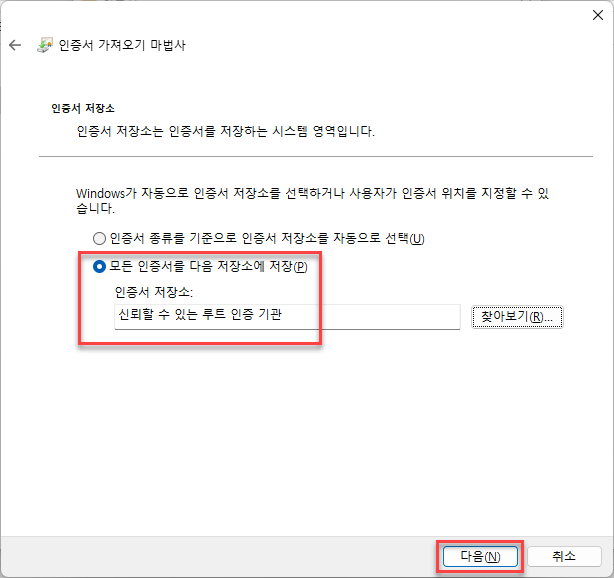 인증서 가져오기 마법사
인증서 저장소
인증서 저장소는 인증서를 저장하는 시스템 영역입니다.
Windows가 자동으로 인증서 저장소를 선택하거나 사용자가 인증서 위치를 지정할 수 있
습니다.
인증서 종류를 기준으로 인증서 저장소를 자동으로 선택(U)
모든 인증서를 다음 저장소에 저장(P)
인증서 저장소:
신뢰할 수 있는 루트 인증 기관
찾아보기(R)...
다음(N)
취소